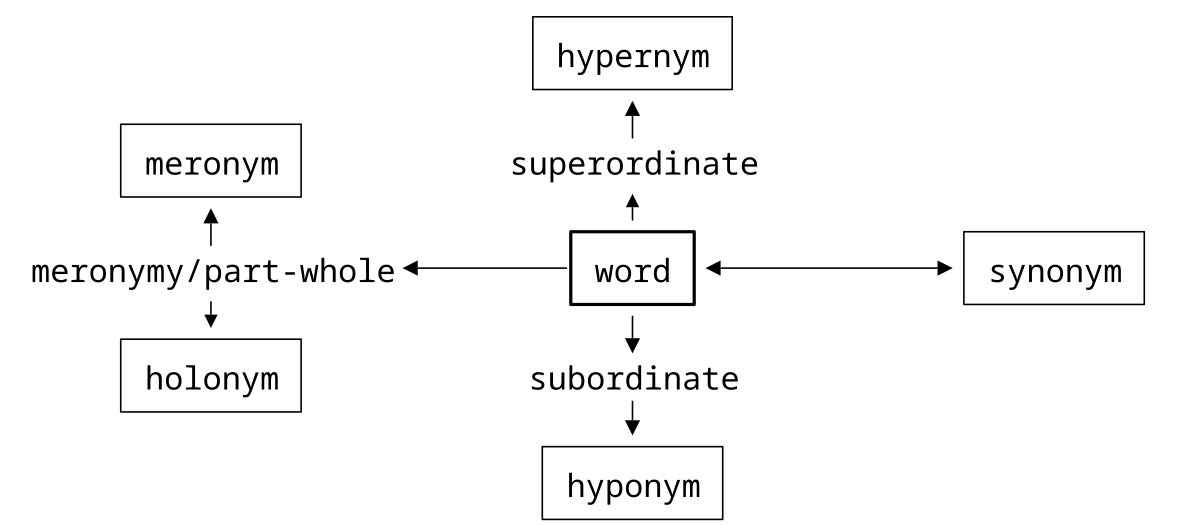 hypernym
meronym
superordinate
meronymy/part-whole
word
synonym
holonym
subordinate
hyponym